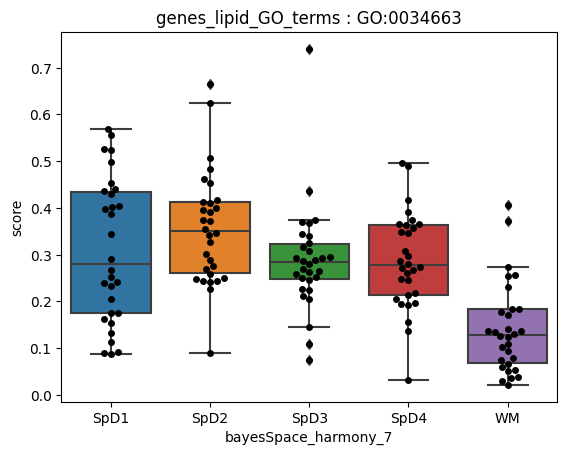 genes_lipid_GO_terms : GO:0034663
score
0.7
0.6
0.5
0.4
0.3
0.2
0.1
0.0
SpD1 SpD2 SpD3 SpD4 WM
bayesSpace_harmony_7